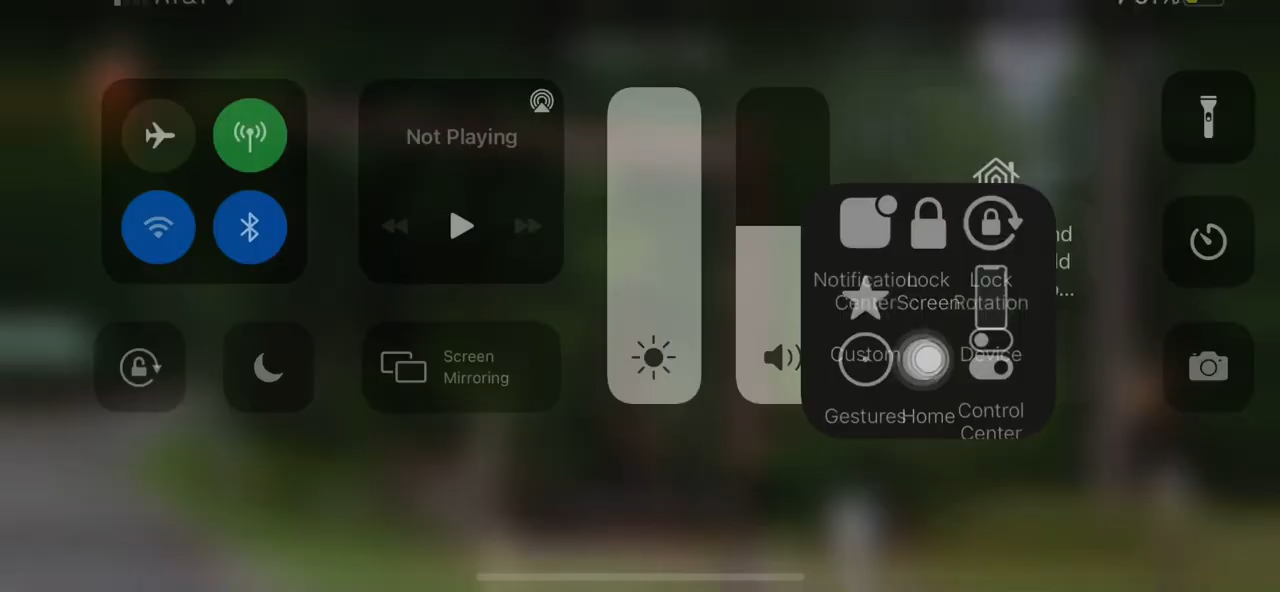 Not Playing
Screen
Mirroring
Notification
Center
Lock
Screen
Lock
Rotation
Custom
Device
Gestures
Home
Control
Center